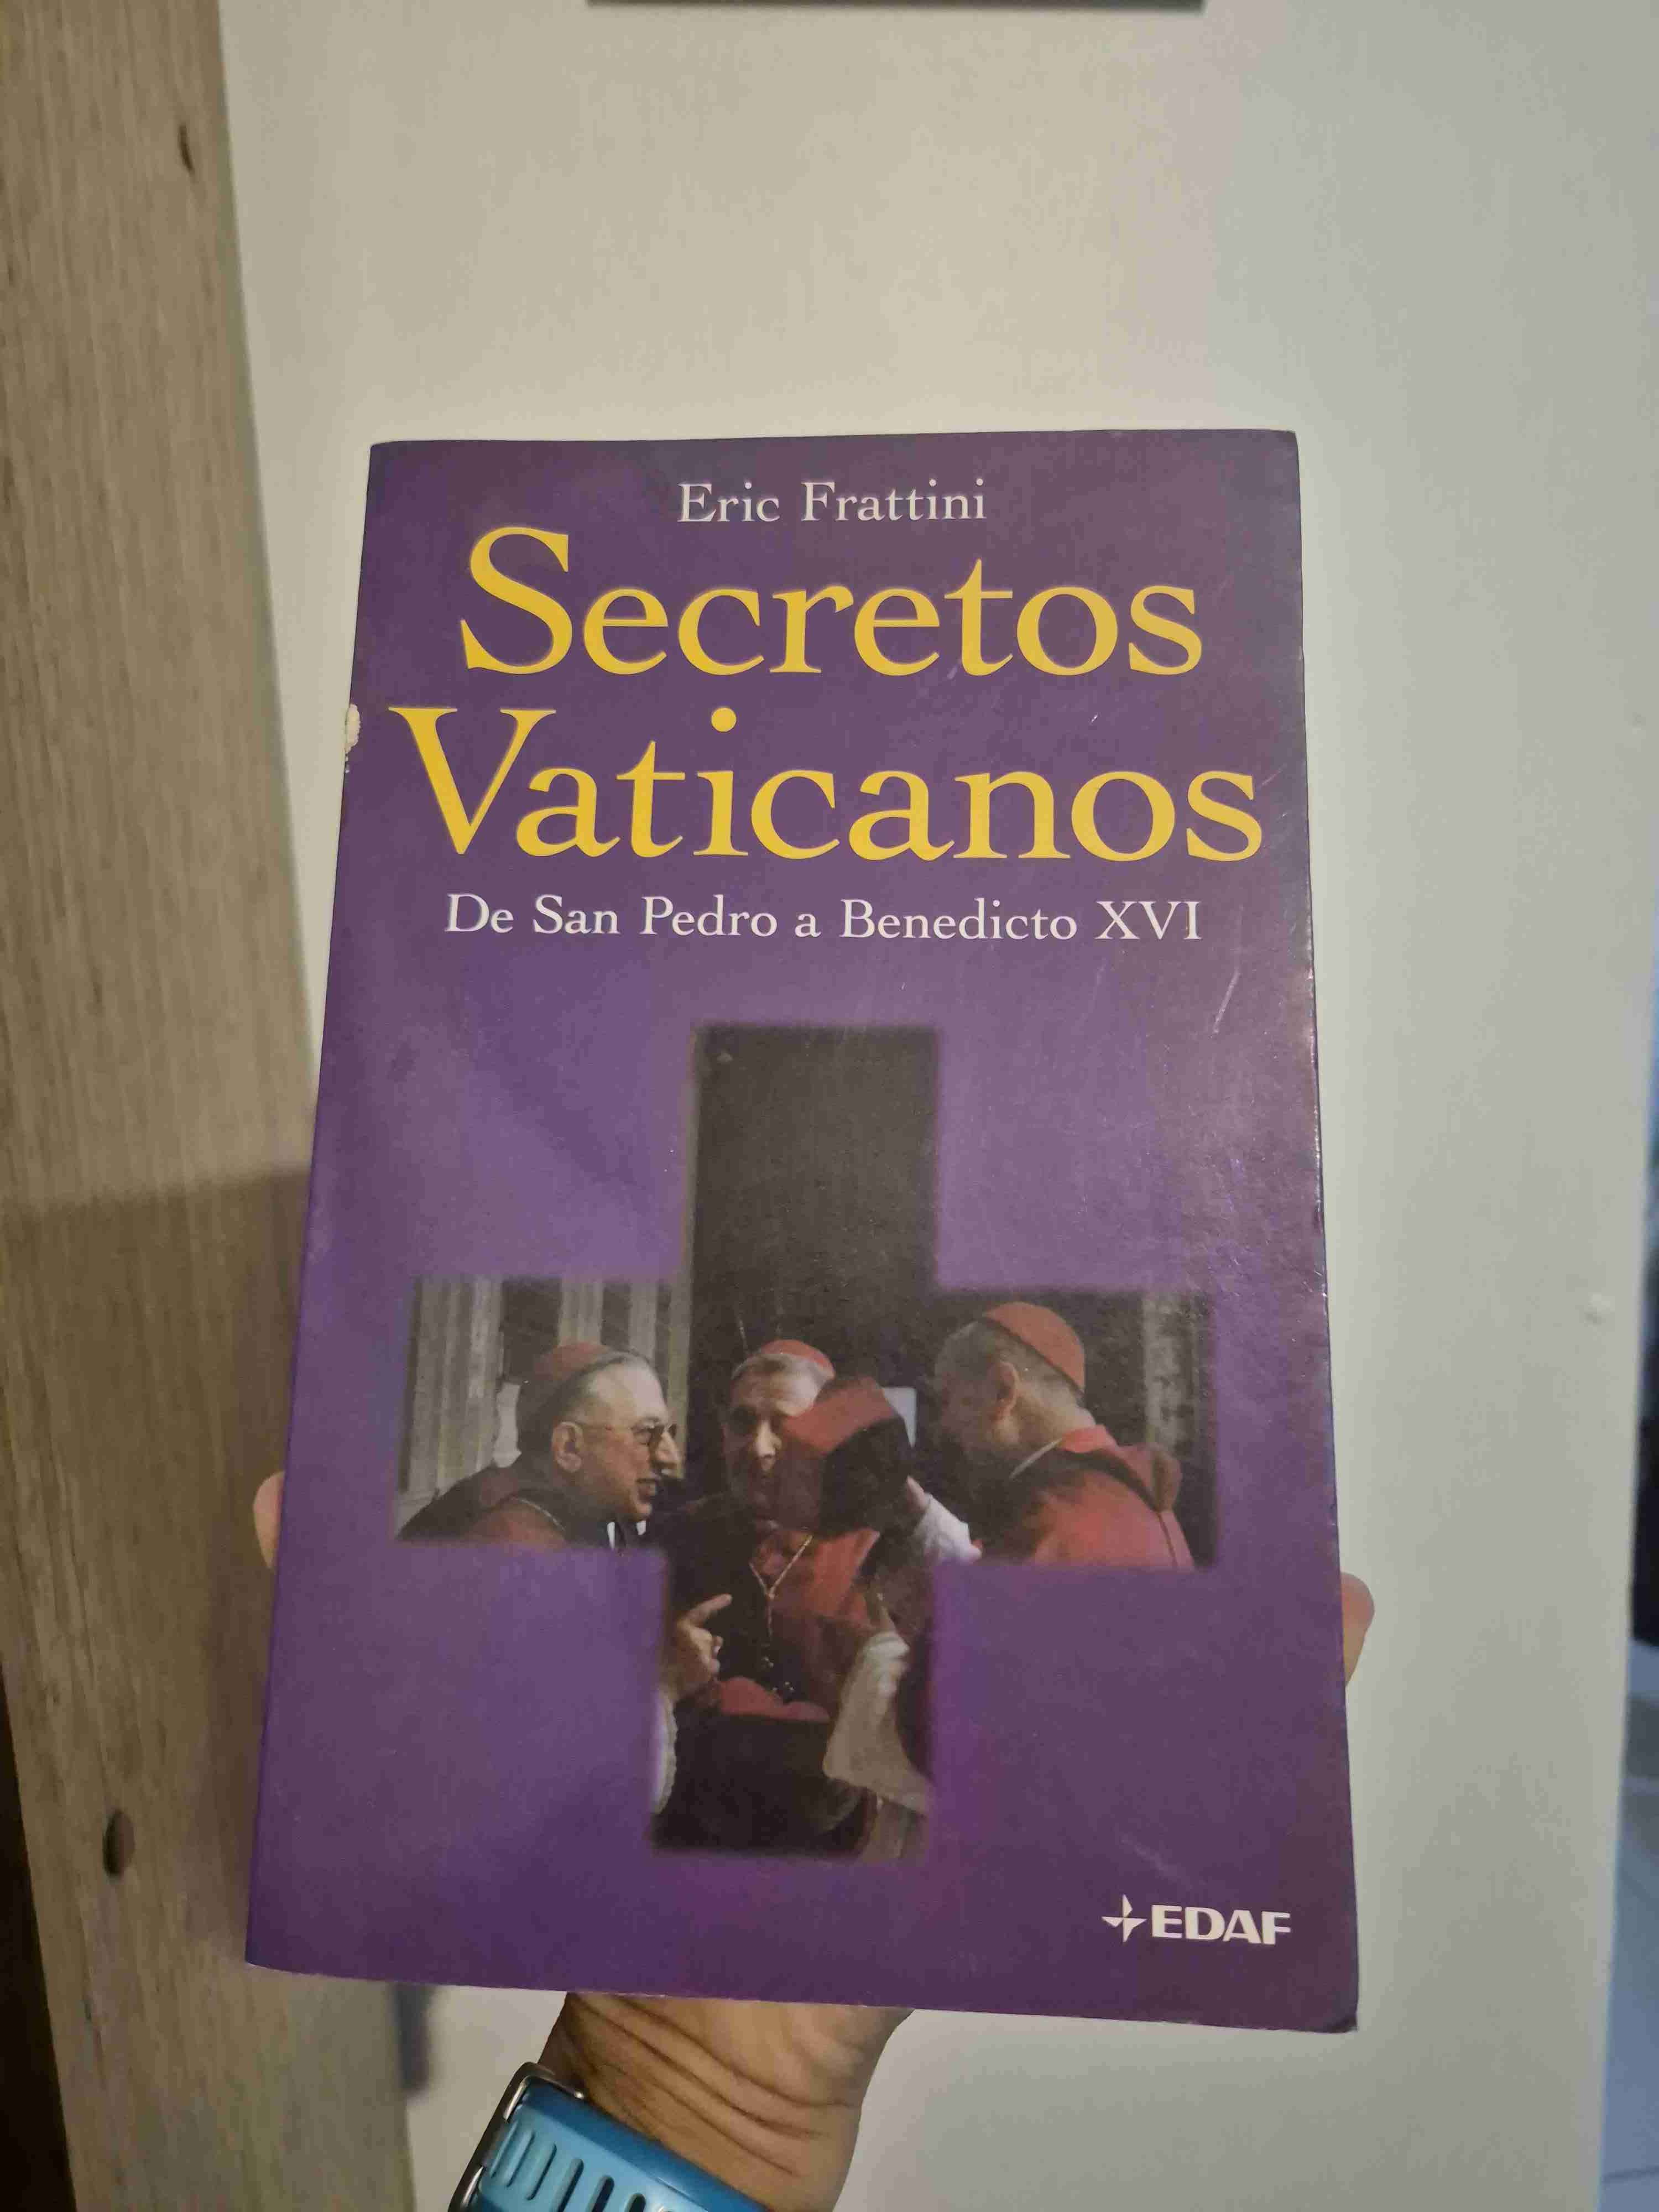 Eric Frattini
Secretos
Vaticanos
De San Pedro a Benedicto XVI
EDAF